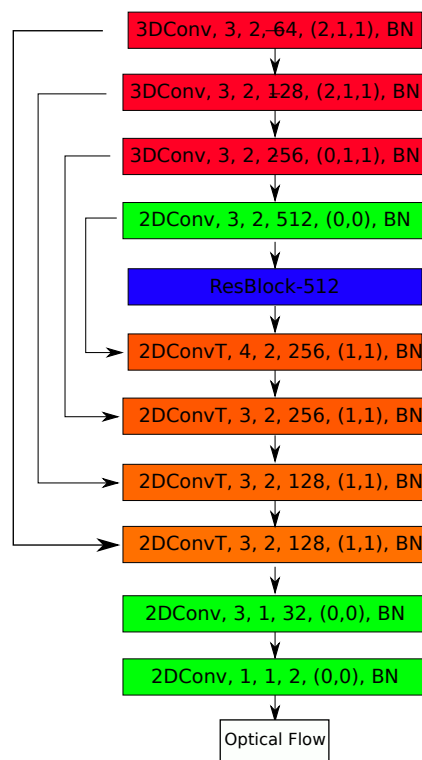 3DConv, 3, 2, 64, (2,1,1), BN
3DConv, 3, 2, 128, (2,1,1), BN
3DConv, 3, 2, 256, (0,1,1), BN
2DConv, 3, 2, 512, (0,0), BN
ResBlock-512
2DConvT, 4, 2, 256, (1,1), BN
2DConvT, 3, 2, 256, (1,1), BN
2DConvT, 3, 2, 128, (1,1), BN
2DConvT, 3, 2, 128, (1,1), BN
2DConv, 3, 1, 32, (0,0), BN
2DConv, 1, 1, 2, (0,0), BN
Optical Flow